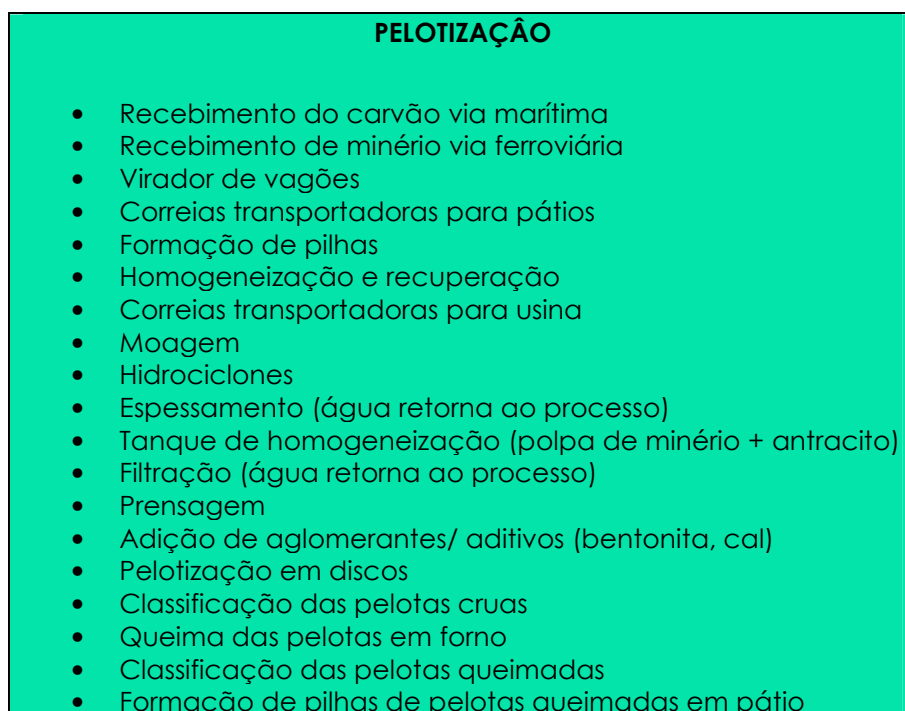 PELOTIZAÇÂO
• Recebimento do carvão via marítima
• Recebimento de minério via ferroviária
• Virador de vagões
• Correias transportadoras para pátios
• Formação de pilhas
• Homogeneização e recuperação
• Correias transportadoras para usina
• Moagem
• Hidrociclones
• Espessamento (água retorna ao processo)
• Tanque de homogeneização (polpa de minério + antracito)
• Filtração (água retorna ao processo)
• Prensagem
• Adição de aglomerantes/ aditivos (bentonita, cal)
• Pelotização em discos
• Classificação das pelotas cruas
• Queima das pelotas em forno
• Classificação das pelotas queimadas
• Formação de pilhas de pelotas queimadas em pátio